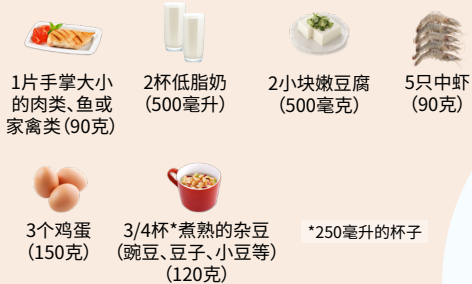 1片手掌大小
的肉类、鱼或
家禽类（90克）
2杯低脂奶
（500毫升）
2小块嫩豆腐
（500毫克）
5只中虾
（90克）
3个鸡蛋
（150克）
3/4杯*煮熟的杂豆
（豌豆、豆子、小豆等）
（120克）
*250毫升的杯子